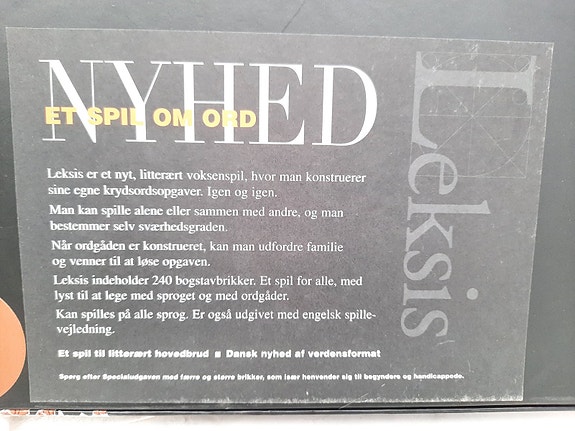 NYHED
ET SPIL OM ORD
Leksis er et nyt, litterært voksenspil, hvor man konstruerer
sine egne krydsordsopgaver. Igen og igen.
Man kan spille alene eller sammen med andre, og man
bestemmer selv sværhedsgraden.
Når ordgåden er konstrueret, kan man udfordre familie
og venner til at løse opgaven.
Leksis indeholder 240 bogstavbrikker. Et spil for alle, med
lyst til at lege med sproget og med ordgåder.
Kan spilles på alle sprog. Er også udgivet med engelsk spille-
vejledning.
Et spil til litterært hovedbrud ■ Dansk nyhed af verdensformat
Spørg efter Specialudgaven med færre og større brikker, som især henvender sig til begyndere og handicappede.
Leksis